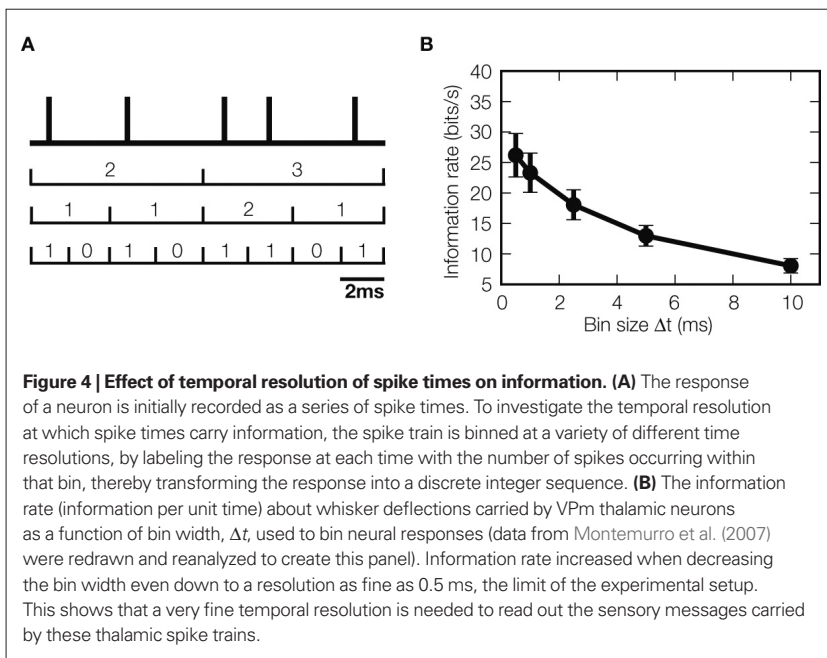 A
2 3
1 1 2 1
1 0 1 0 1 1 0 1
2ms
B
40
35
30
25
20
15
10
5
Information rate (bits/s)
0 2 4 6 8 10
Bin size Δt (ms)
Figure 4 | Effect of temporal resolution of spike times on information. (A) The response
of a neuron is initially recorded as a series of spike times. To investigate the temporal resolution
at which spike times carry information, the spike train is binned at a variety of different time
resolutions, by labeling the response at each time with the number of spikes occurring within
that bin, thereby transforming the response into a discrete integer sequence. (B) The information
rate (information per unit time) about whisker deflections carried by VPm thalamic neurons
as a function of bin width, Δt, used to bin neural responses (data from Montemurro et al. (2007)
were redrawn and reanalyzed to create this panel). Information rate increased when decreasing
the bin width even down to a resolution as fine as 0.5 ms, the limit of the experimental setup.
This shows that a very fine temporal resolution is needed to read out the sensory messages carried
by these thalamic spike trains.